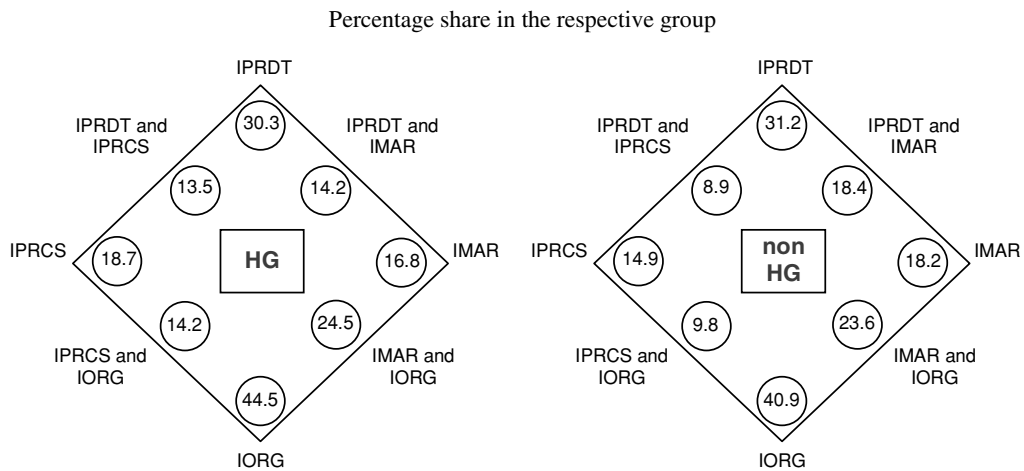 Percentage share in the respective group
IPRDT
30.3
IPRDT and
IPRCS
IPRDT and
IMAR
13.5
14.2
IPRCS
18.7
HG
16.8
IMAR
14.2
24.5
IPRCS and
IORG
IMAR and
IORG
44.5
IORG
IPRDT
31.2
IPRDT and
IPRCS
IPRDT and
IMAR
8.9
18.4
IPRCS
14.9
non
HG
18.2
IMAR
9.8
23.6
IPRCS and
IORG
IMAR and
IORG
40.9
IORG